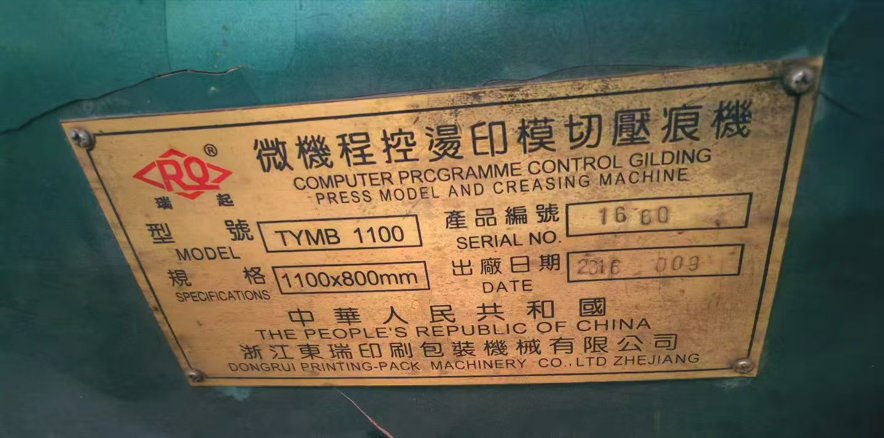 微機程控燙印模切壓痕機
COMPUTER PRCGRAMME CONTROL GILDING
PRESS MODEL AND CREASING MACHINE
RQ ®
瑞起
型號 TYMB 1100 產品編號 1660
MODEL SERIAL NO.
規格 1100x800mm 出廠日期 2016 009
SPECIFICATIONS DATE
中華人民共和國
THE PEOPLE'S REPUBLIC OF CHINA
浙江東瑞印刷包裝機械有限公司
DONGRUI PRINTING-PACK MACHINERY CO.,LTD ZHEJIANG